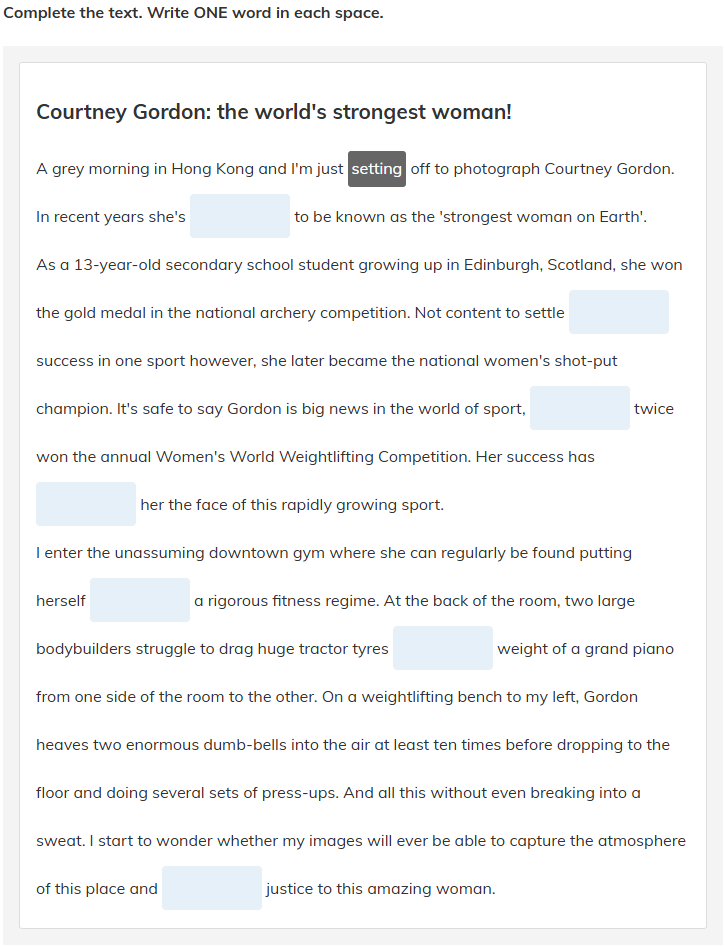 Complete the text. Write ONE word in each space.
Courtney Gordon: the world's strongest woman!
A grey morning in Hong Kong and I'm just setting off to photograph Courtney Gordon.
In recent years she's to be known as the 'strongest woman on Earth'.
As a 13-year-old secondary school student growing up in Edinburgh, Scotland, she won
the gold medal in the national archery competition. Not content to settle
success in one sport however, she later became the national women's shot-put
champion. It's safe to say Gordon is big news in the world of sport, twice
won the annual Women's World Weightlifting Competition. Her success has
her the face of this rapidly growing sport.
I enter the unassuming downtown gym where she can regularly be found putting
herself a rigorous fitness regime. At the back of the room, two large
bodybuilders struggle to drag huge tractor tyres weight of a grand piano
from one side of the room to the other. On a weightlifting bench to my left, Gordon
heaves two enormous dumb-bells into the air at least ten times before dropping to the
floor and doing several sets of press-ups. And all this without even breaking into a
sweat. I start to wonder whether my images will ever be able to capture the atmosphere
of this place and justice to this amazing woman.